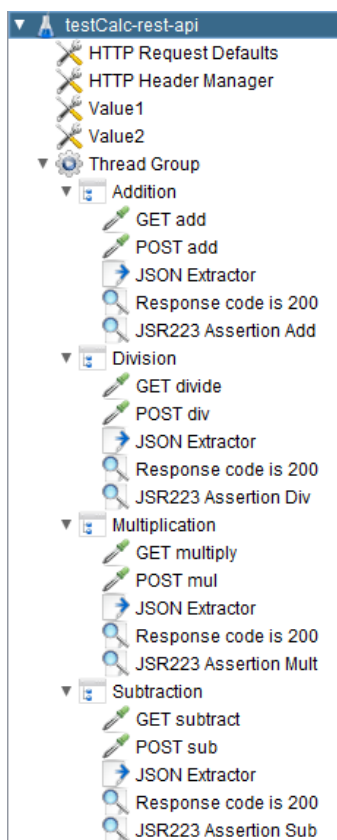 testCalc-rest-api
HTTP Request Defaults
HTTP Header Manager
Value1
Value2
Thread Group
Addition
GET add
POST add
JSON Extractor
Response code is 200
JSR223 Assertion Add
Division
GET divide
POST div
JSON Extractor
Response code is 200
JSR223 Assertion Div
Multiplication
GET multiply
POST mul
JSON Extractor
Response code is 200
JSR223 Assertion Mult
Subtraction
GET subtract
POST sub
JSON Extractor
Response code is 200
JSR223 Assertion Sub